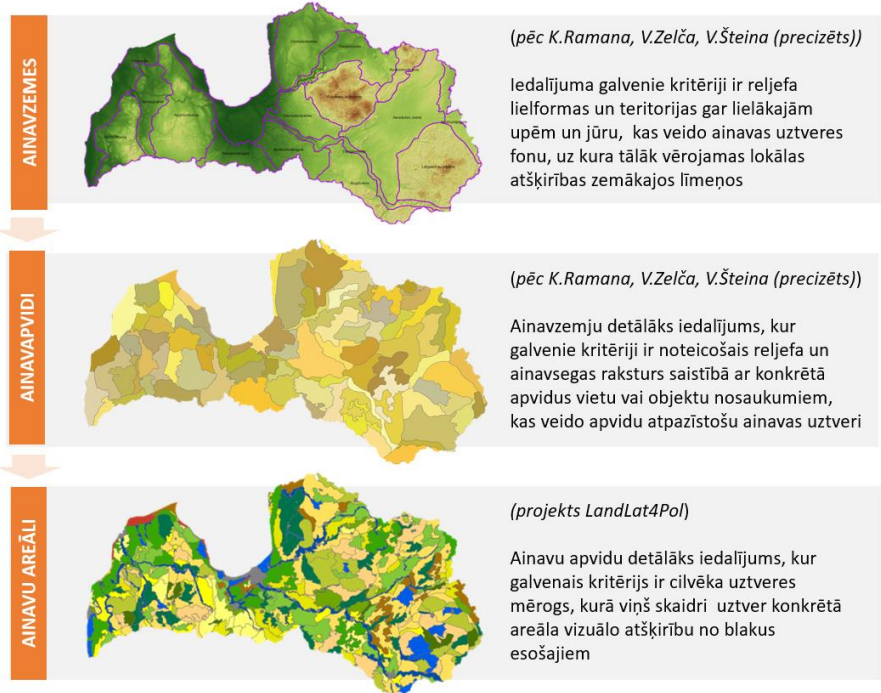 AINAVZEMES
(pēc K.Ramana, V.Zelča, V.Šteina (precizēts))
Iedalījuma galvenie kritēriji ir reljefa
lielformas un teritorijas gar lielākajām
upēm un jūru, kas veido ainavas uztveres
fonu, uz kura tālāk vērojamas lokālas
atšķirības zemākajos līmeņos
AINAVAPVIDI
(pēc K.Ramana, V.Zelča, V.Šteina (precizēts))
Ainavzemju detālāks iedalījums, kur
galvenie kritēriji ir noteicošais reljefa un
ainavsegas raksturs saistībā ar konkrētā
apvidus vietu vai objektu nosaukumiem,
kas veido apvidu atpazīstošu ainavas uztveri
AINAVU AREĀLI
(projekts LandLat4Pol)
Ainavu apvidu detālāks iedalījums, kur
galvenais kritērijs ir cilvēka uztveres
mērogs, kurā viņš skaidri uztver konkrētā
areāla vizuālo atšķirību no blakus
esošajiem